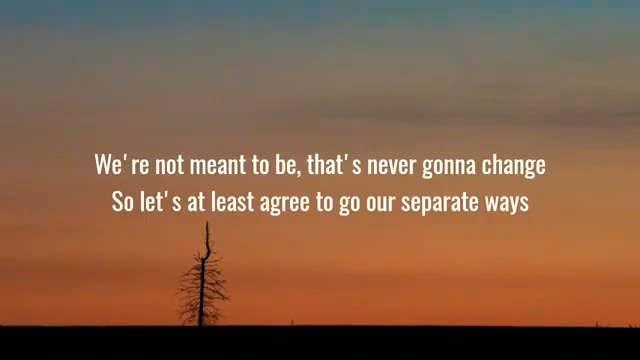 We're not meant to be, that's never gonna change
So let's at least agree to go our separate ways